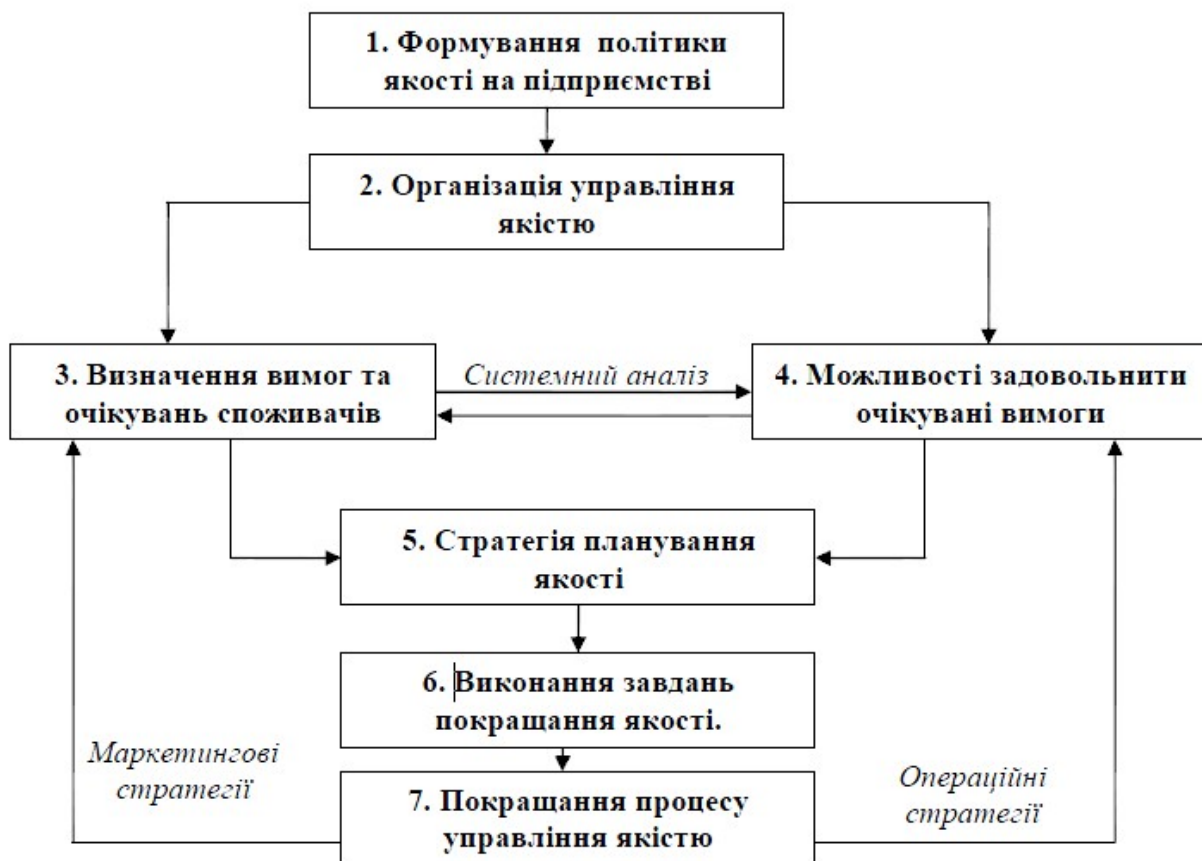 1. Формування політики
якості на підприємстві
2. Організація управління
якістю
3. Визначення вимог та
очікувань споживачів
Системний аналіз
4. Можливості задовольнити
очікувані вимоги
5. Стратегія планування
якості
6. Виконання завдань
покращання якості.
Маркетингові
стратегії
7. Покращання процесу
управління якістю
Операційні
стратегії